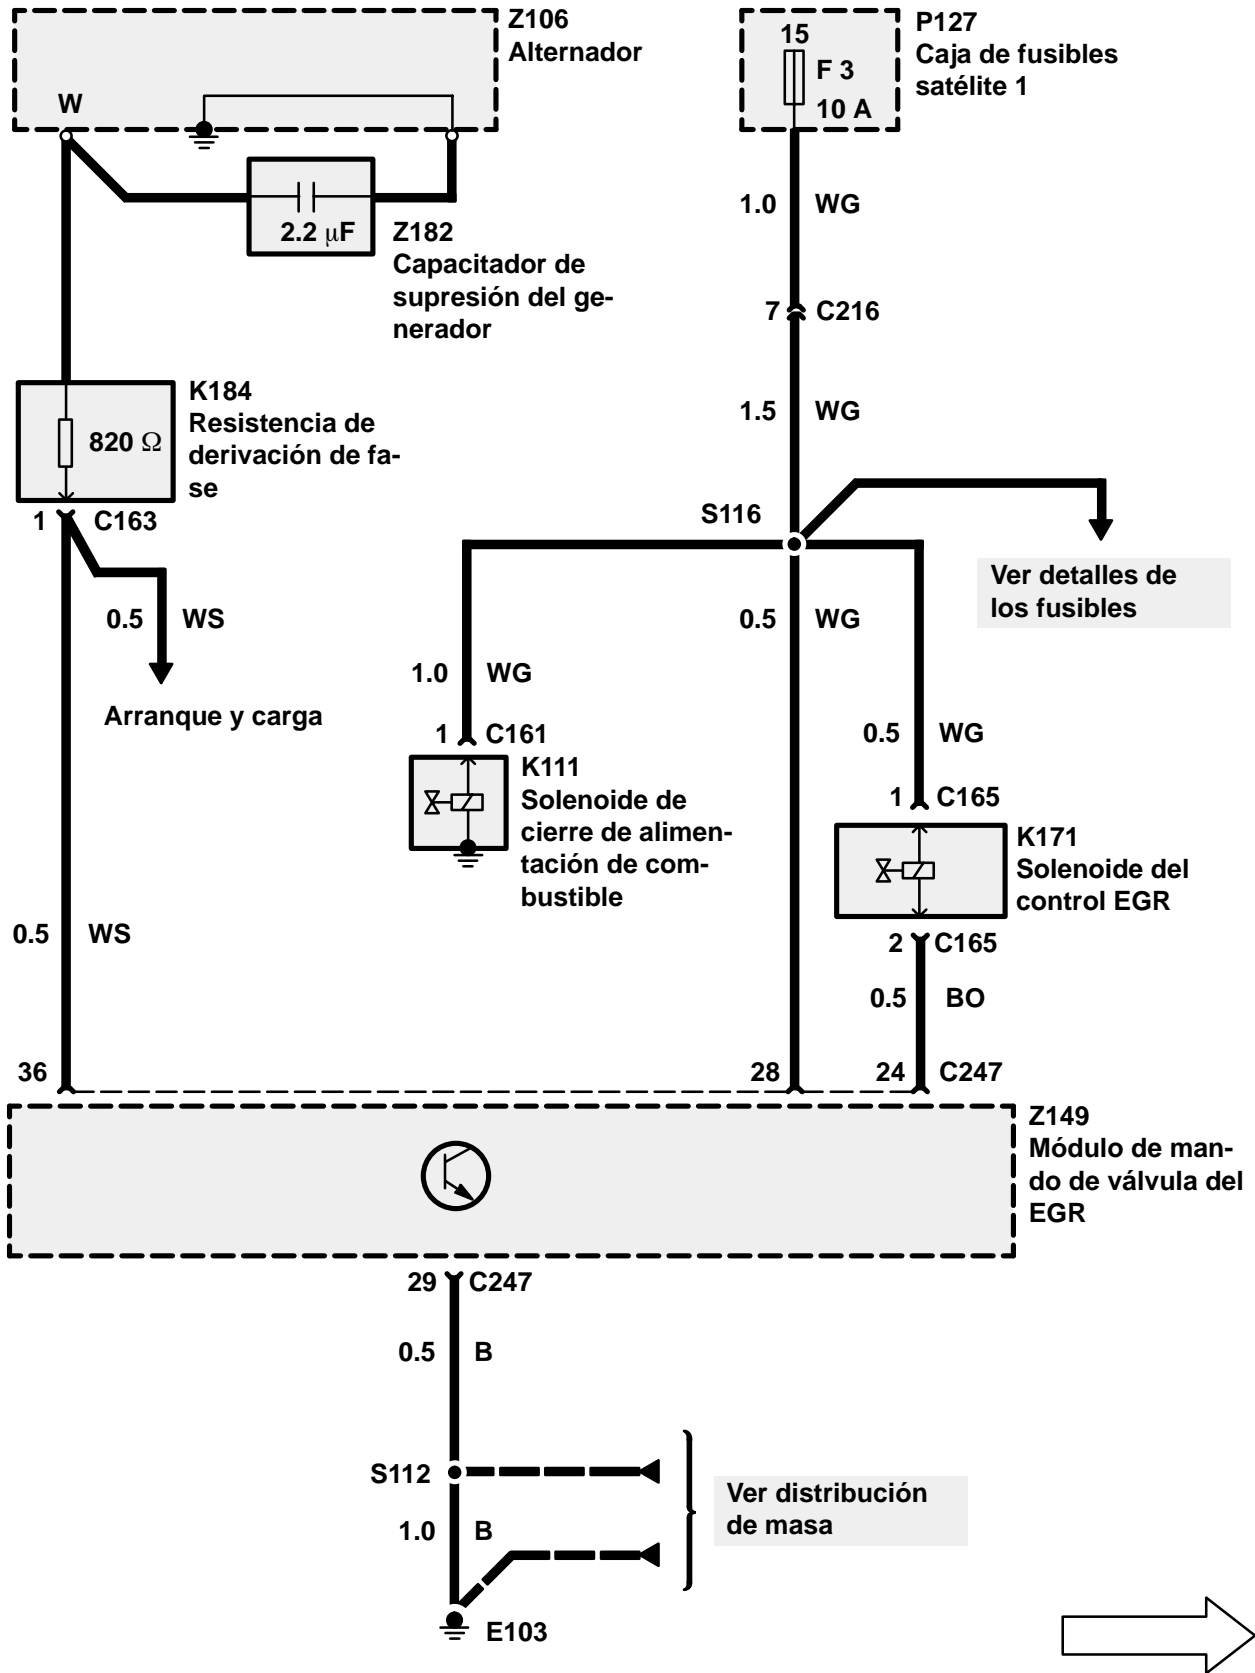 Z106
Alternador
W
15
F 3
10 A
P127
Caja de fusibles
satélite 1
2.2 µF
Z182
Capacitador de
supresión del ge-
nerador
1.0 WG
7 C216
1.5 WG
K184
Resistencia de
derivación de fa-
se
820 Ω
1 C163
0.5 WS
Arranque y carga
S116
Ver detalles de
los fusibles
0.5 WG
1.0 WG
1 C161
K111
Solenoide de
cierre de alimen-
tación de com-
bustible
0.5 WG
1 C165
K171
Solenoide del
control EGR
2 C165
0.5 BO
0.5 WS
36
28
24 C247
Z149
Módulo de man-
do de válvula del
EGR
29 C247
0.5 B
S112
1.0 B
Ver distribución
de masa
E103